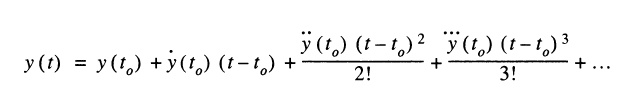 y(t) = y(t_o) + ẏ(t_o) (t−t_o) + ÿ(t_o) (t−t_o)^2 / 2! + y⃛(t_o) (t−t_o)^3 / 3! + ...